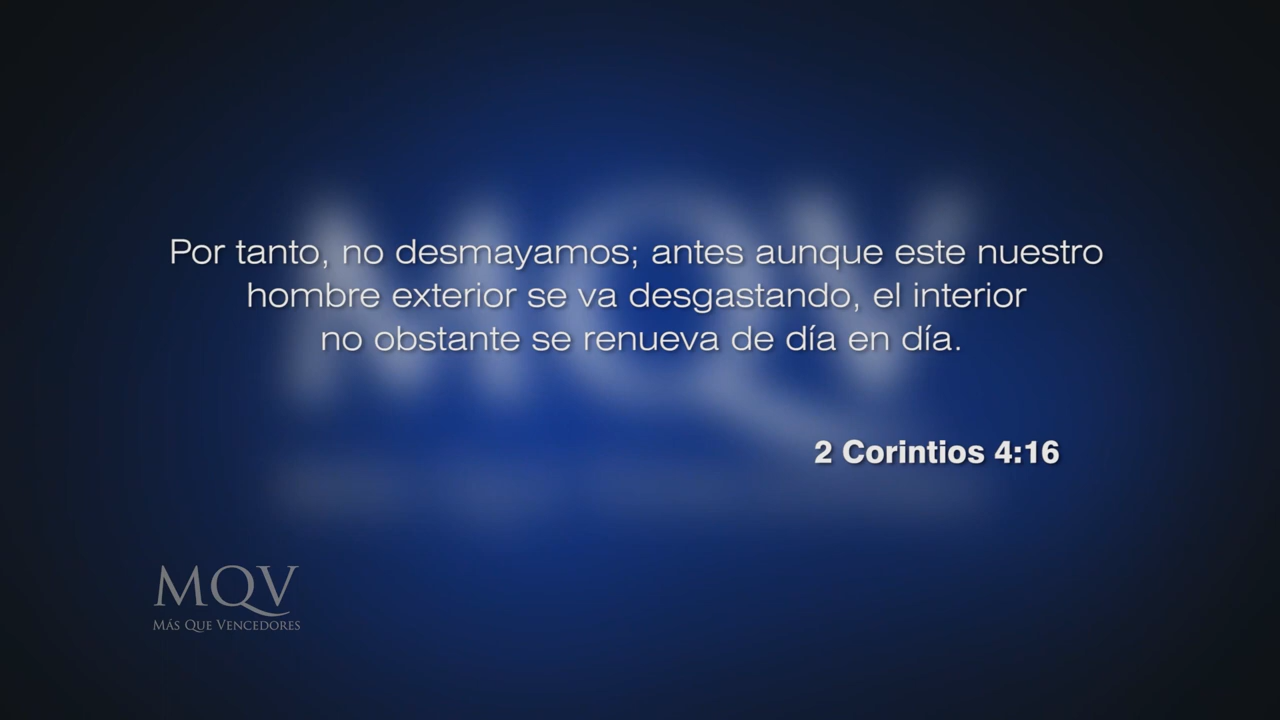 Por tanto, no desmayamos; antes aunque este nuestro
hombre exterior se va desgastando, el interior
no obstante se renueva de día en día.
2 Corintios 4:16
MQV
MÁS QUE VENCEDORES